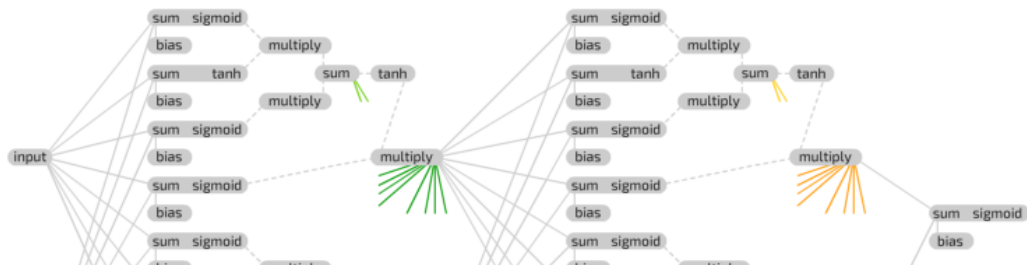 sum sigmoid sum sigmoid
bias multiply bias multiply
sum tanh sum tanh sum tanh sum tanh
bias multiply bias multiply
sum sigmoid sum sigmoid
input bias multiply bias multiply
sum sigmoid sum sigmoid
bias bias sum sigmoid
sum sigmoid sum sigmoid bias